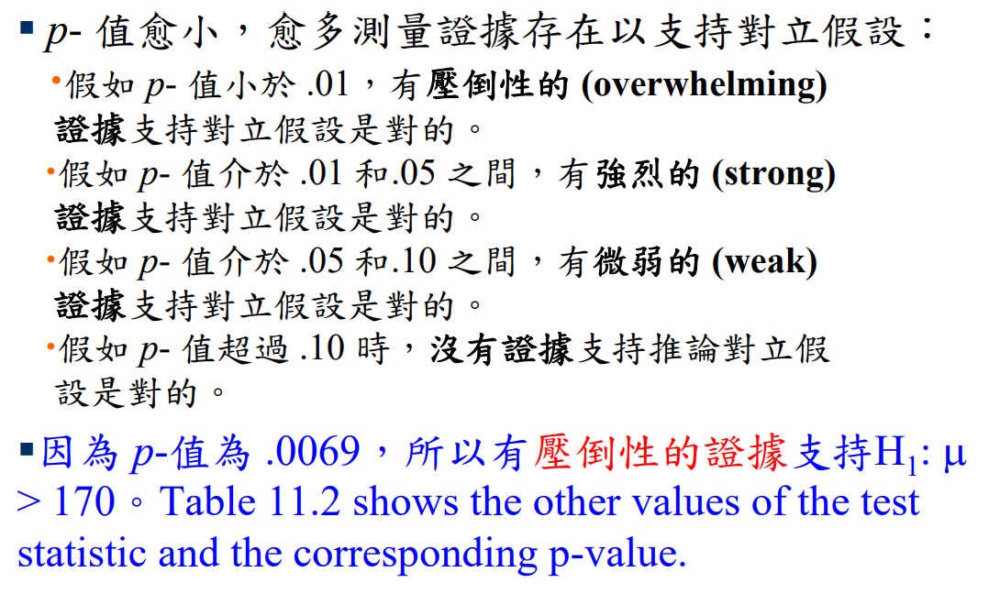 ▪ p- 值愈小，愈多測量證據存在以支持對立假設：
•假如 p- 值小於 .01，有壓倒性的 (overwhelming)
證據支持對立假設是對的。
•假如 p- 值介於 .01 和.05 之間，有強烈的 (strong)
證據支持對立假設是對的。
•假如 p- 值介於 .05 和.10 之間，有微弱的 (weak)
證據支持對立假設是對的。
•假如 p- 值超過 .10 時，沒有證據支持推論對立假
設是對的。
▪因為 p-值為 .0069，所以有壓倒性的證據支持H₁: μ
> 170。Table 11.2 shows the other values of the test
statistic and the corresponding p-value.